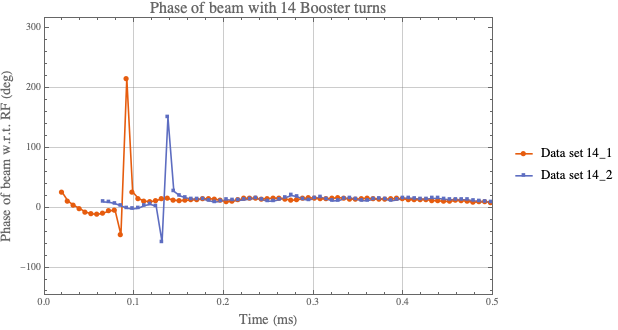 Phase of beam with 14 Booster turns
Phase of beam w.r.t. RF (deg)
300
200
100
0
-100
0.0
0.1
0.2
0.3
0.4
0.5
Time (ms)
Data set 14_1
Data set 14_2